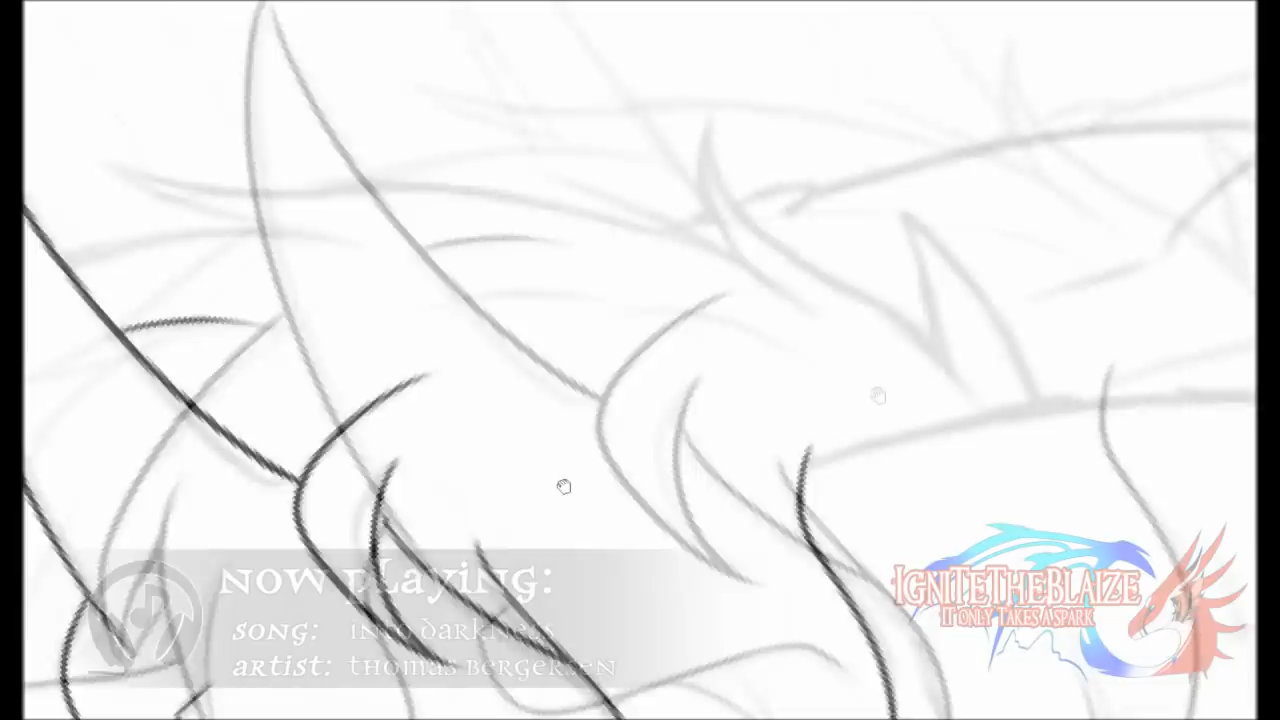 NOW PLAYING:
SONG: INTO DARKNESS
ARTIST: THOMAS BERGERSEN
IGNITETHEBLAIZE
IT ONLY TAKES A SPARK